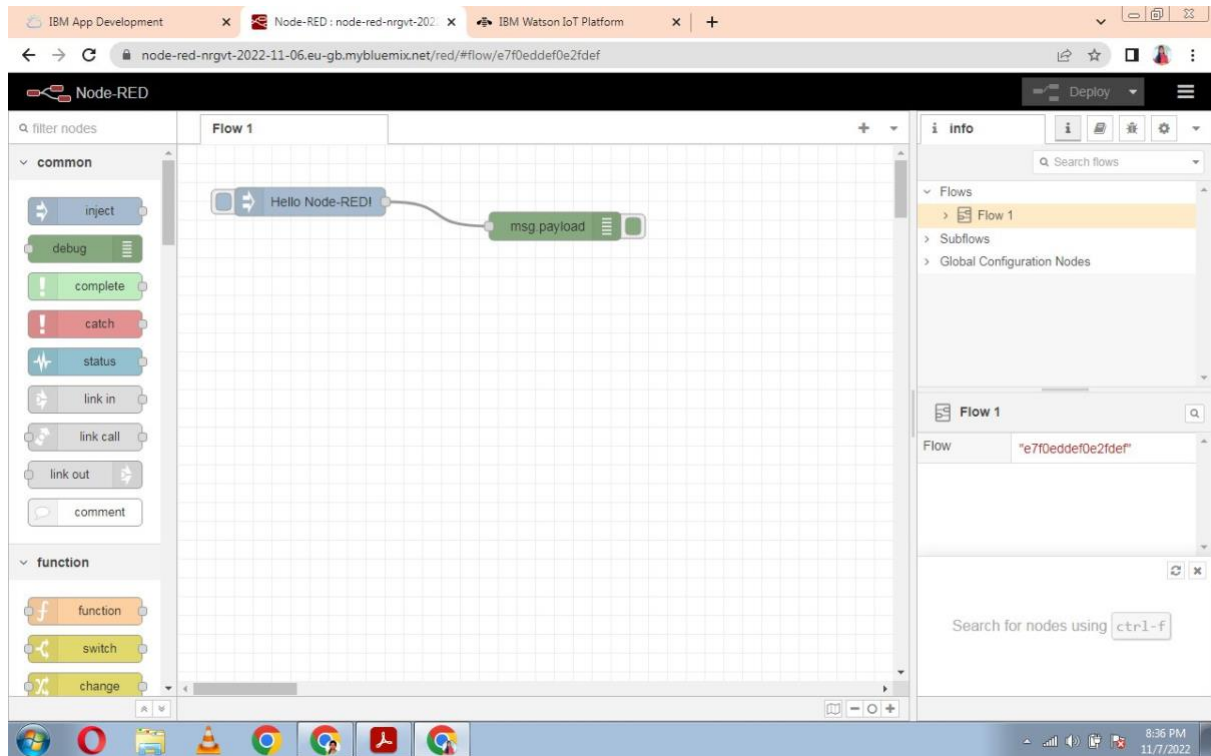 IBM App Development
Node-RED : node-red-nrgvt-202
IBM Watson IoT Platform
node-red-nrgvt-2022-11-06.eu-gb.mybluemix.net/red/#flow/e7f0eddef0e2fdef
Node-RED
Deploy
filter nodes
common
inject
debug
complete
catch
status
link in
link call
link out
comment
function
function
switch
change
Flow 1
Hello Node-RED!
msg.payload
info
Search flows
Flows
Flow 1
Subflows
Global Configuration Nodes
Flow 1
Flow "e7f0eddef0e2fdef"
Search for nodes using ctrl-f
8:36 PM
11/7/2022